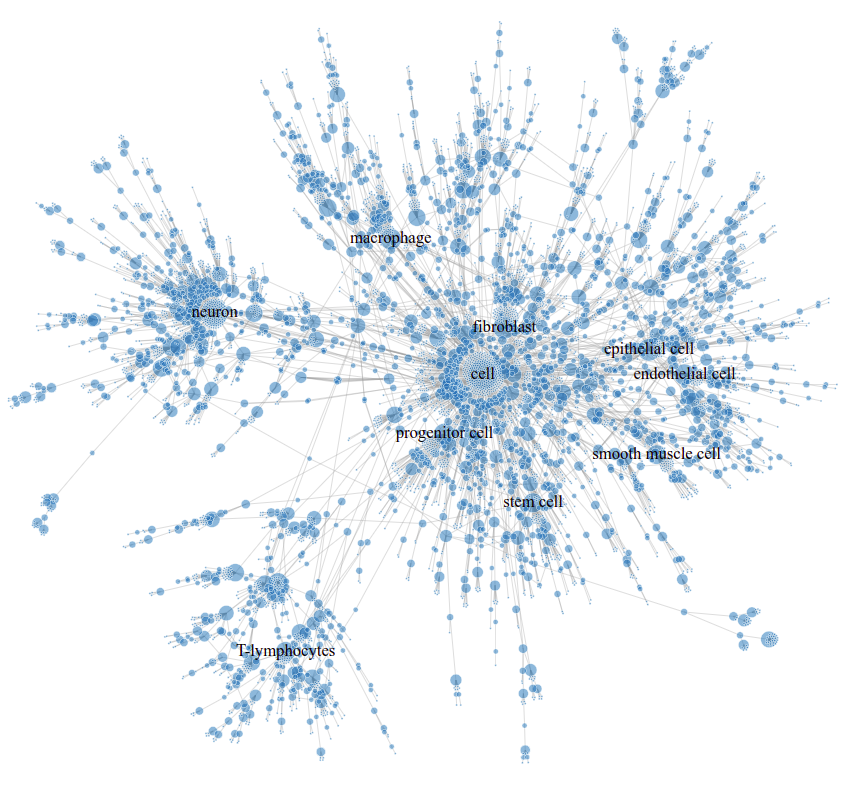 macrophage
neuron
fibroblast
epithelial cell
cell
endothelial cell
progenitor cell
smooth muscle cell
stem cell
T-lymphocytes